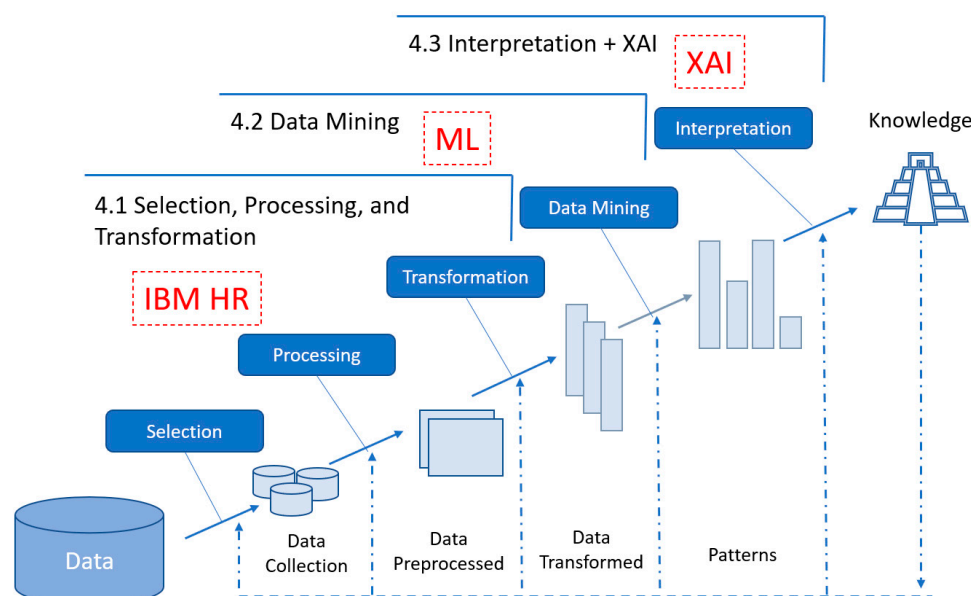 4.3 Interpretation + XAI
XAI
4.2 Data Mining
ML
Interpretation
Knowledge
4.1 Selection, Processing, and
Transformation
Data Mining
IBM HR
Transformation
Processing
Selection
Data
Data
Collection
Data
Preprocessed
Data
Transformed
Patterns